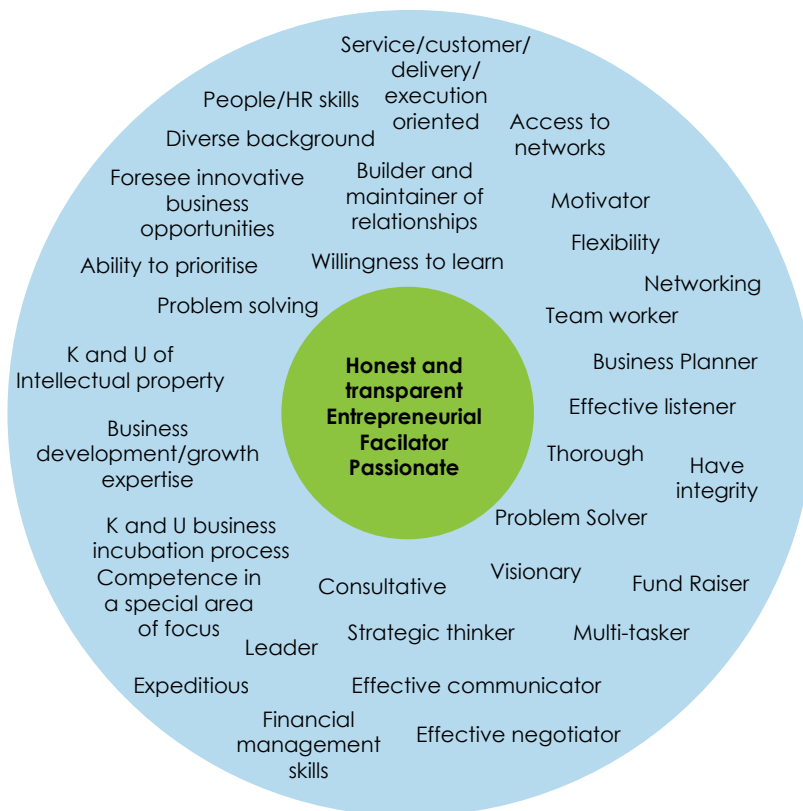 Service/customer/
delivery/
execution
oriented
People/HR skills
Diverse background
Access to
networks
Foresee innovative
business
opportunities
Builder and
maintainer of
relationships
Motivator
Flexibility
Ability to prioritise
Willingness to learn
Networking
Problem solving
Team worker
K and U of
Intellectual property
Honest and
transparent
Entrepreneurial
Facilator
Passionate
Business Planner
Effective listener
Business
development/growth
expertise
Thorough
Have
integrity
Problem Solver
K and U business
incubation process
Competence in
a special area
of focus
Consultative
Visionary
Fund Raiser
Leader
Strategic thinker
Multi-tasker
Expeditious
Effective communicator
Financial
management
skills
Effective negotiator